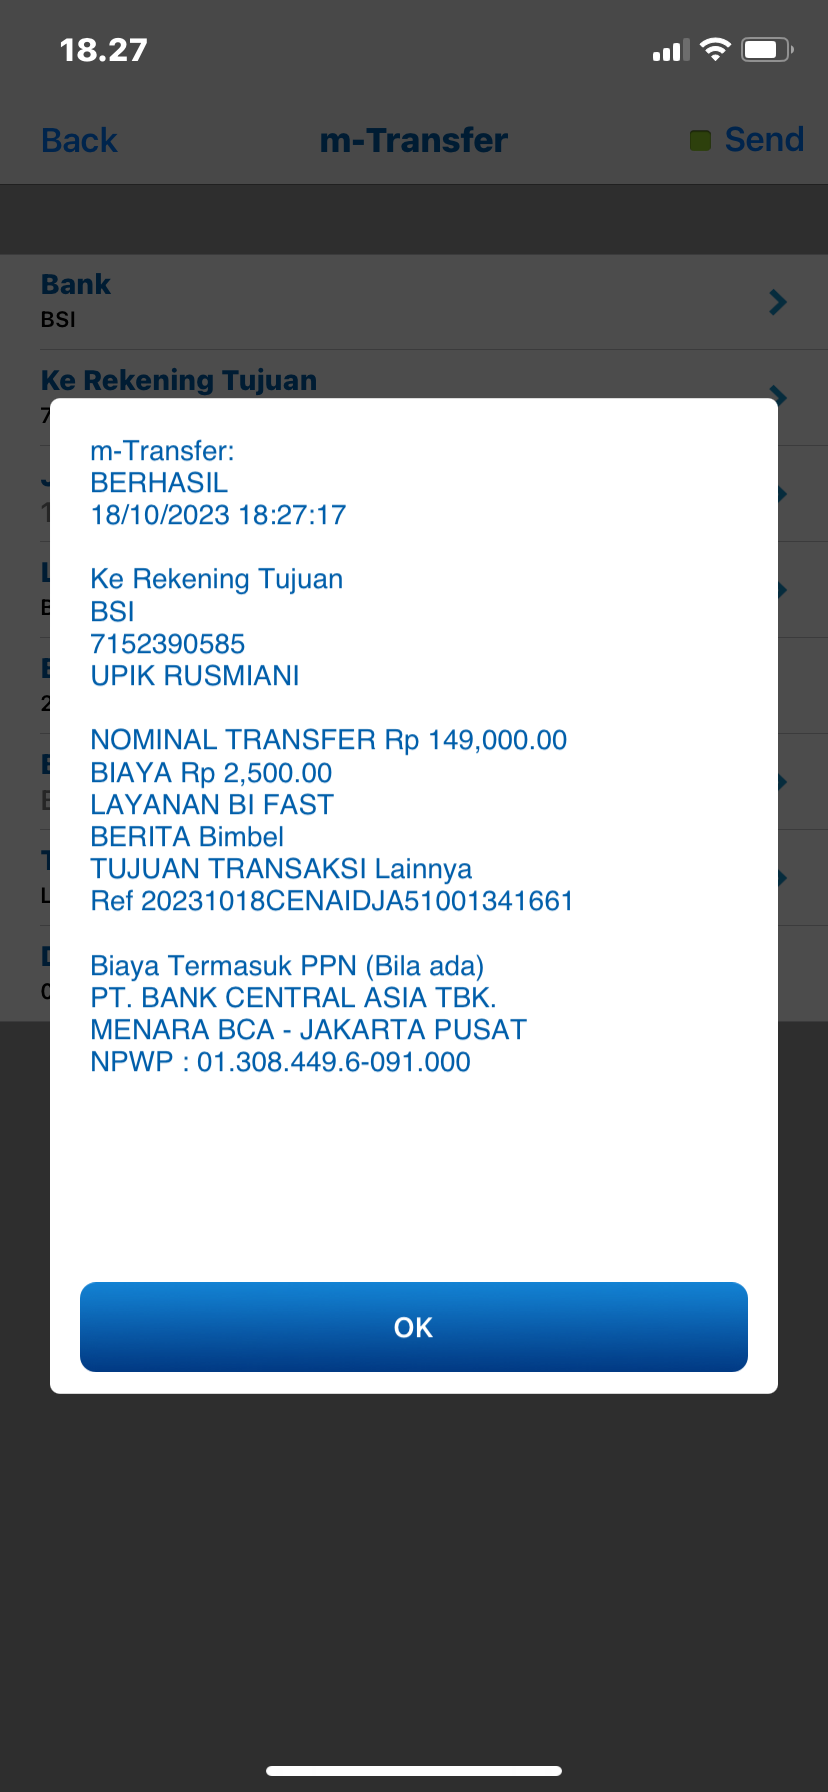 18.27
Back
m-Transfer
Send
Bank
BSI
Ke Rekening Tujuan
m-Transfer:
BERHASIL
18/10/2023 18:27:17
Ke Rekening Tujuan
BSI
7152390585
UPIK RUSMIANI
NOMINAL TRANSFER Rp 149,000.00
BIAYA Rp 2,500.00
LAYANAN BI FAST
BERITA Bimbel
TUJUAN TRANSAKSI Lainnya
Ref 20231018CENAIDJA51001341661
Biaya Termasuk PPN (Bila ada)
PT. BANK CENTRAL ASIA TBK.
MENARA BCA - JAKARTA PUSAT
NPWP : 01.308.449.6-091.000
OK